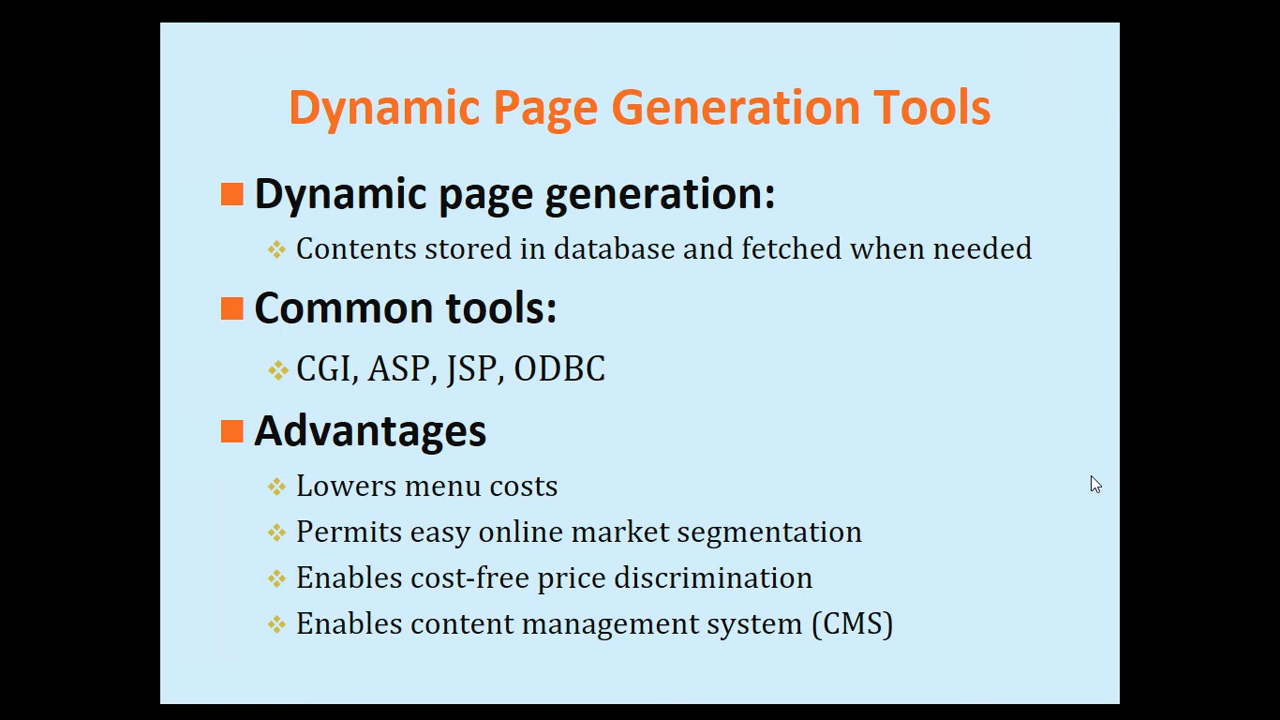 Dynamic Page Generation Tools
Dynamic page generation:
Contents stored in database and fetched when needed
Common tools:
CGI, ASP, JSP, ODBC
Advantages
Lowers menu costs
Permits easy online market segmentation
Enables cost-free price discrimination
Enables content management system (CMS)